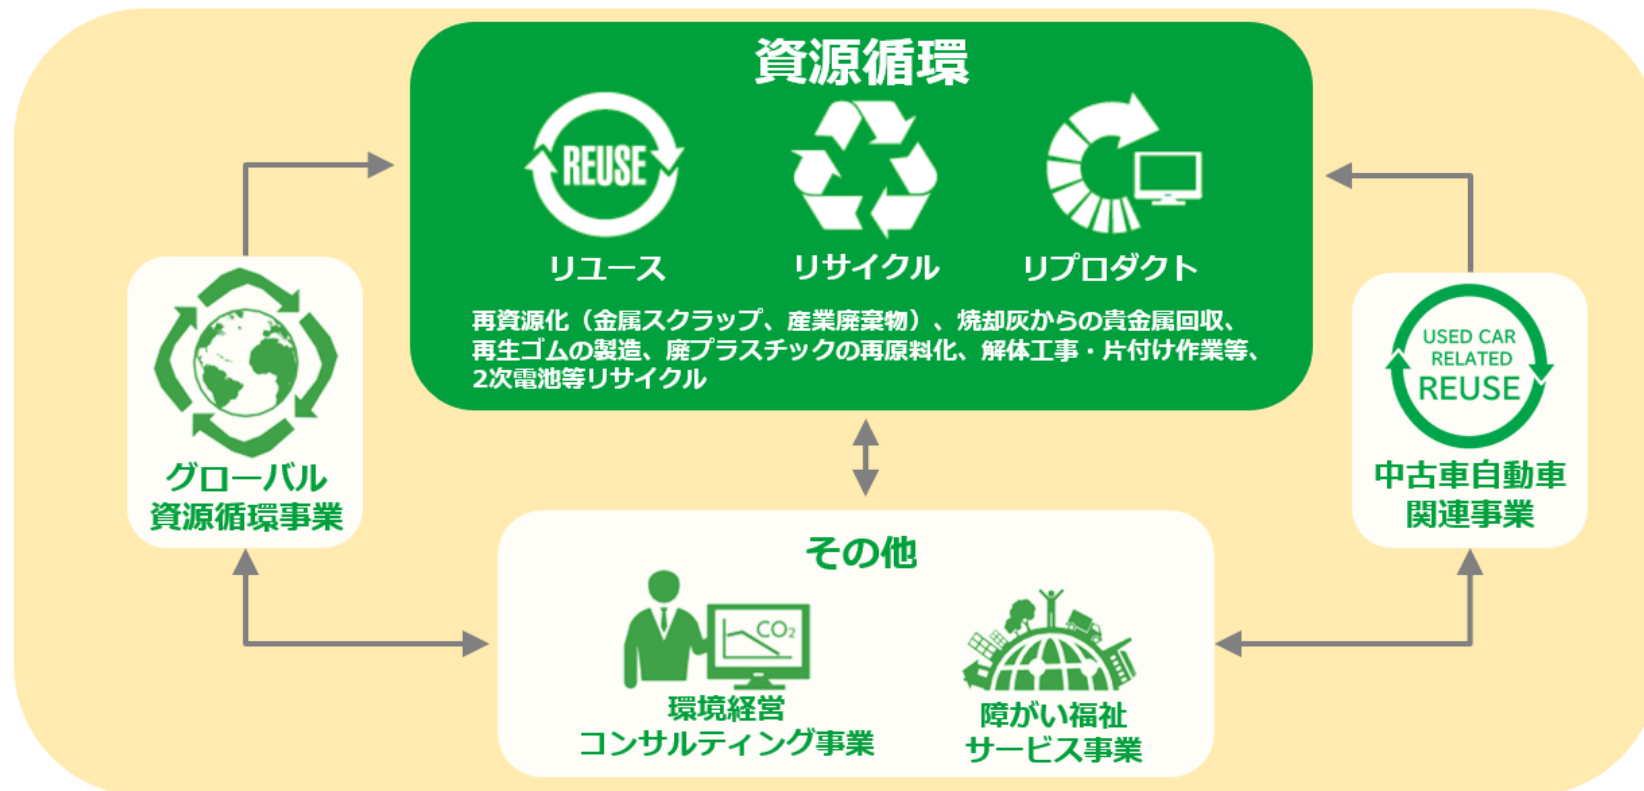 資源循環
REUSE
リユース
リサイクル
リプロダクト
再資源化（金属スクラップ、産業廃棄物）、焼却灰からの貴金属回収、
再生ゴムの製造、廃プラスチックの再原料化、解体工事・片付け作業等、
2次電池等リサイクル
グローバル
資源循環事業
USED CAR
RELATED
REUSE
中古車自動車
関連事業
その他
CO₂
環境経営
コンサルティング事業
障がい福祉
サービス事業